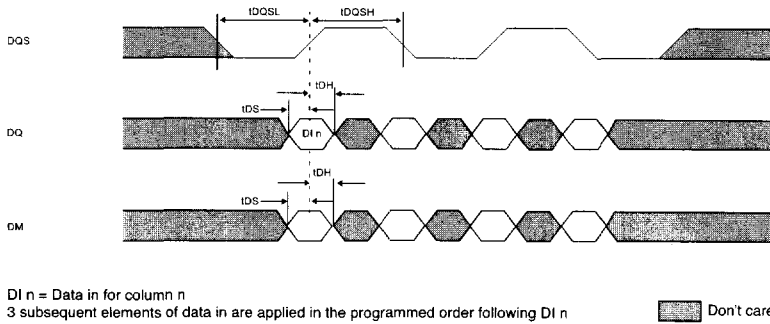 tDQSL tDQSH
DQS
tDH
tDS
DQ DI n
tDH
tDS
DM
DI n = Data in for column n
3 subsequent elements of data in are applied in the programmed order following DI n
Don't care